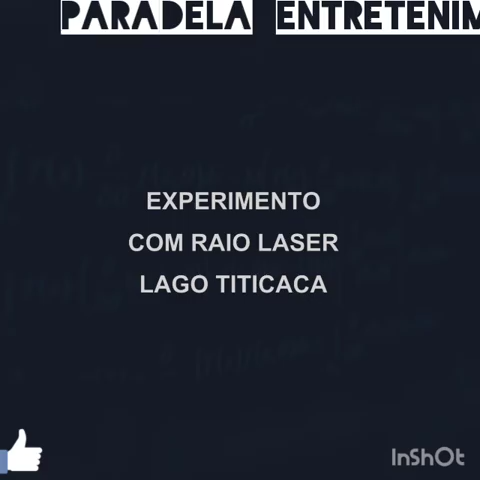 PARADELA ENTRETENIM
EXPERIMENTO
COM RAIO LASER
LAGO TITICACA
InShOt